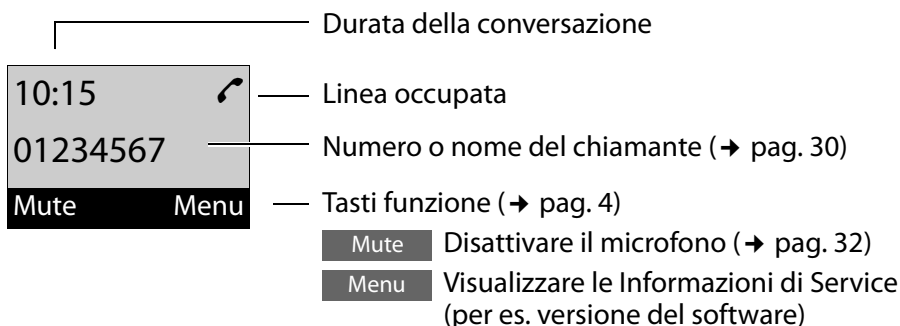 Durata della conversazione
10:15
Linea occupata
01234567
Numero o nome del chiamante (➜ pag. 30)
Mute Menu
Tasti funzione (➜ pag. 4)
Mute Disattivare il microfono (➜ pag. 32)
Menu Visualizzare le Informazioni di Service
(per es. versione del software)